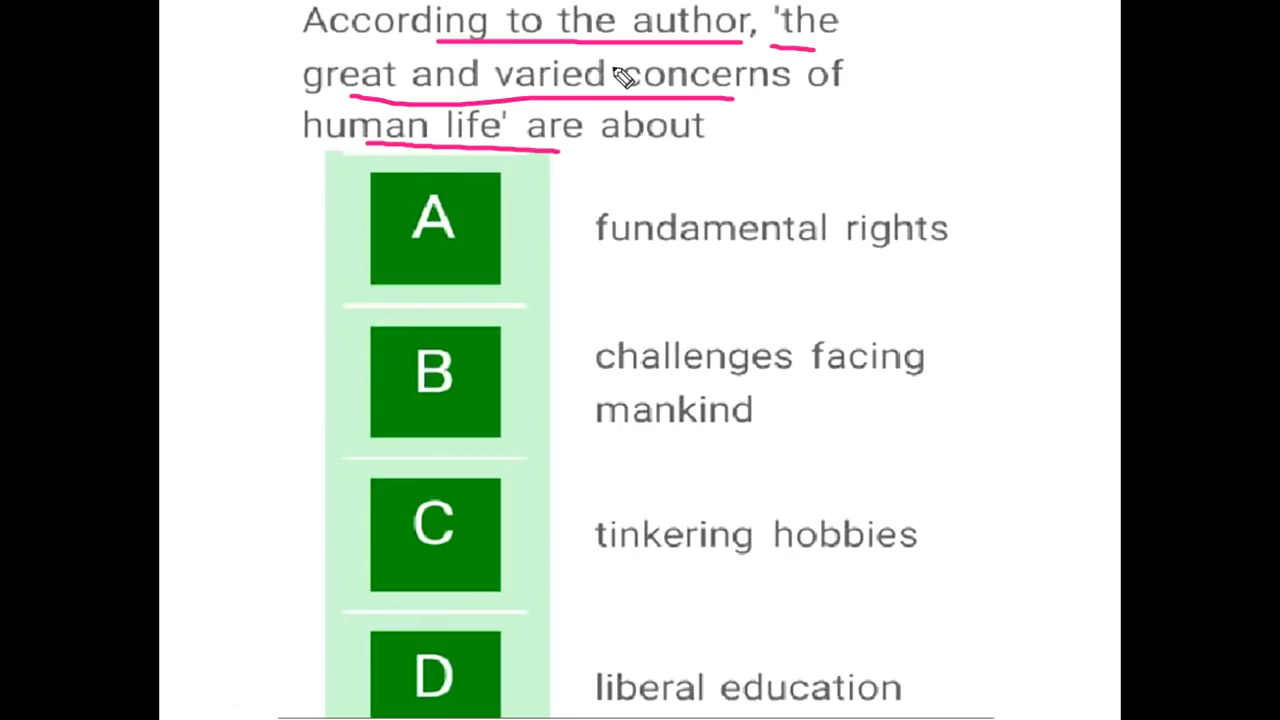 According to the author, 'the
great and varied concerns of
human life' are about
A fundamental rights
B challenges facing
mankind
C tinkering hobbies
D liberal education